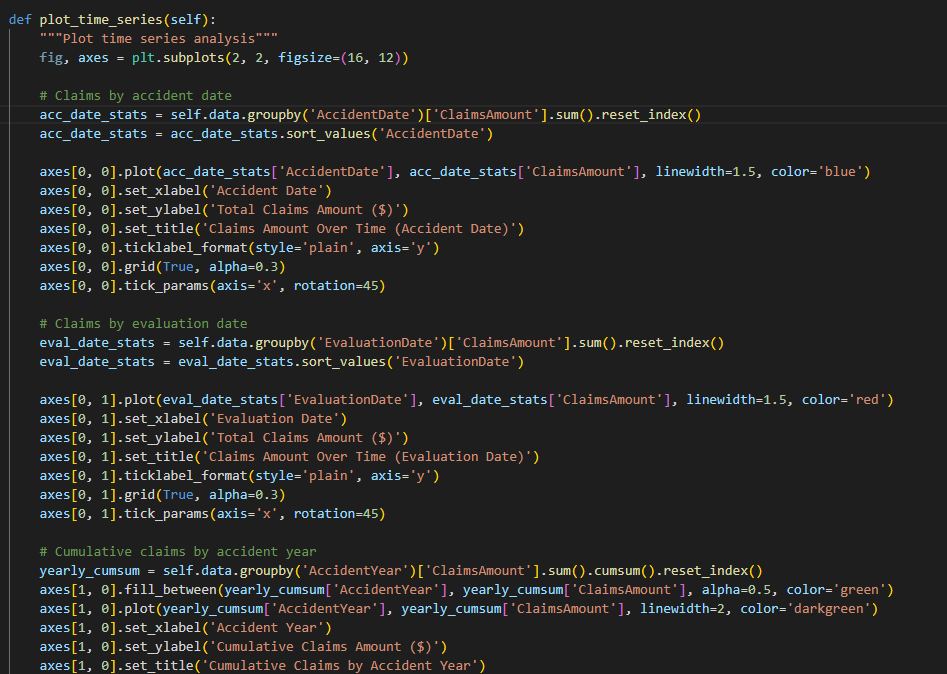 def plot_time_series(self):
    """Plot time series analysis"""
    fig, axes = plt.subplots(2, 2, figsize=(16, 12))

    # Claims by accident date
    acc_date_stats = self.data.groupby('AccidentDate')['ClaimsAmount'].sum().reset_index()
    acc_date_stats = acc_date_stats.sort_values('AccidentDate')

    axes[0, 0].plot(acc_date_stats['AccidentDate'], acc_date_stats['ClaimsAmount'], linewidth=1.5, color='blue')
    axes[0, 0].set_xlabel('Accident Date')
    axes[0, 0].set_ylabel('Total Claims Amount ($)')
    axes[0, 0].set_title('Claims Amount Over Time (Accident Date)')
    axes[0, 0].ticklabel_format(style='plain', axis='y')
    axes[0, 0].grid(True, alpha=0.3)
    axes[0, 0].tick_params(axis='x', rotation=45)

    # Claims by evaluation date
    eval_date_stats = self.data.groupby('EvaluationDate')['ClaimsAmount'].sum().reset_index()
    eval_date_stats = eval_date_stats.sort_values('EvaluationDate')

    axes[0, 1].plot(eval_date_stats['EvaluationDate'], eval_date_stats['ClaimsAmount'], linewidth=1.5, color='red')
    axes[0, 1].set_xlabel('Evaluation Date')
    axes[0, 1].set_ylabel('Total Claims Amount ($)')
    axes[0, 1].set_title('Claims Amount Over Time (Evaluation Date)')
    axes[0, 1].ticklabel_format(style='plain', axis='y')
    axes[0, 1].grid(True, alpha=0.3)
    axes[0, 1].tick_params(axis='x', rotation=45)

    # Cumulative claims by accident year
    yearly_cumsum = self.data.groupby('AccidentYear')['ClaimsAmount'].sum().cumsum().reset_index()
    axes[1, 0].fill_between(yearly_cumsum['AccidentYear'], yearly_cumsum['ClaimsAmount'], alpha=0.5, color='green')
    axes[1, 0].plot(yearly_cumsum['AccidentYear'], yearly_cumsum['ClaimsAmount'], linewidth=2, color='darkgreen')
    axes[1, 0].set_xlabel('Accident Year')
    axes[1, 0].set_ylabel('Cumulative Claims Amount ($)')
    axes[1, 0].set_title('Cumulative Claims by Accident Year')